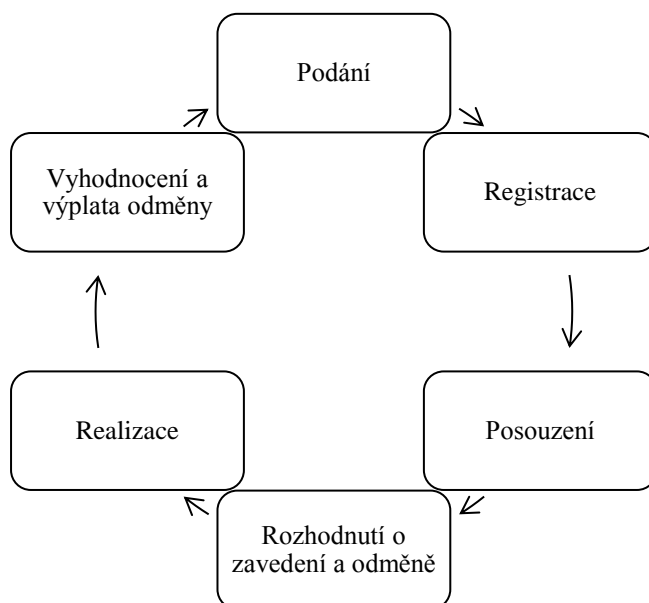 Podání
Registrace
Posouzení
Rozhodnutí o
zavedení a odměně
Realizace
Vyhodnocení a
výplata odměny